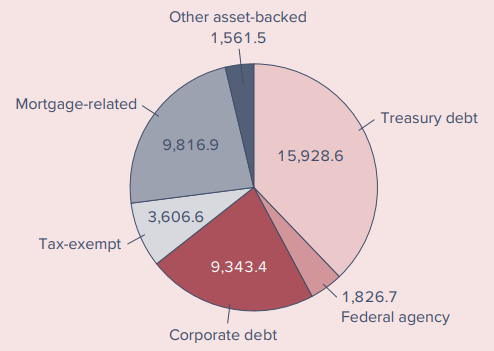 Other asset-backed
1,561.5
Mortgage-related
Treasury debt
9,816.9
15,928.6
3,606.6
Tax-exempt
9,343.4
1,826.7
Federal agency
Corporate debt